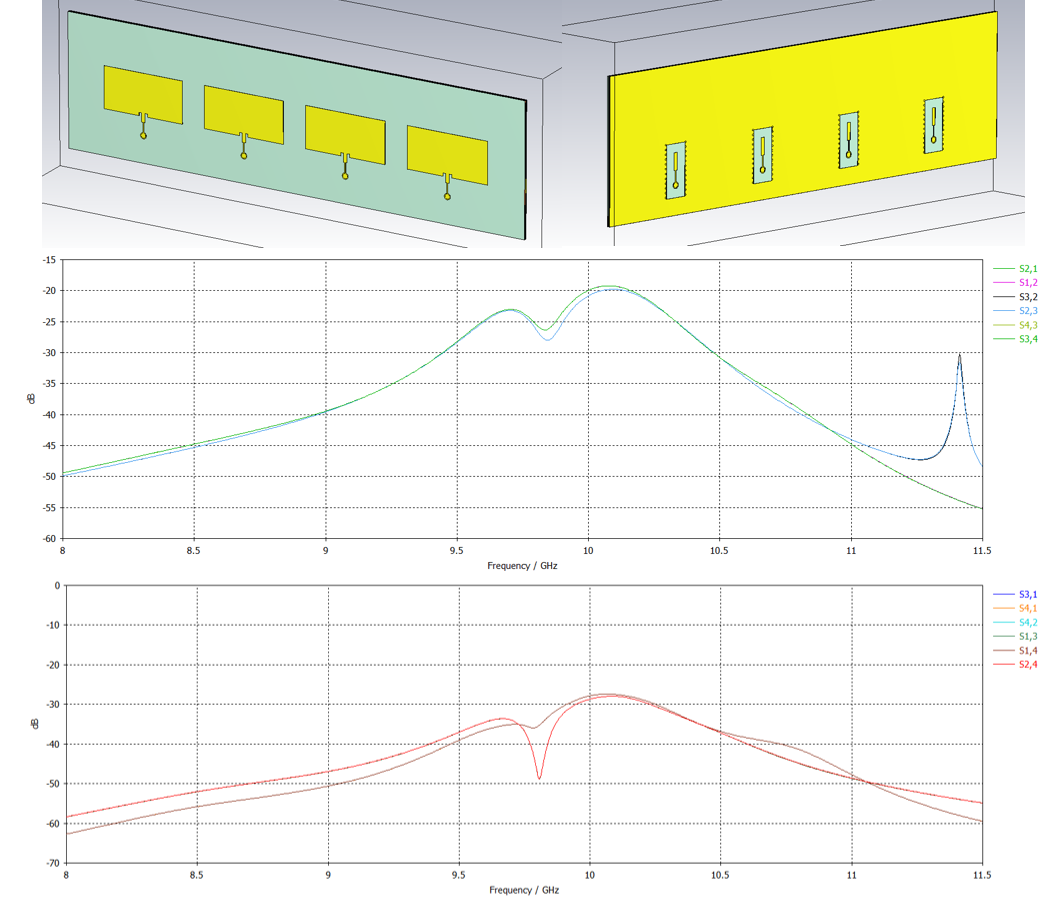 -15
-20
-25
-30
-35
-40
-45
-50
-55
-60
dB
8
8.5
9
9.5
10
10.5
11
11.5
Frequency / GHz
S2,1
S1,2
S3,2
S2,3
S4,3
S3,4
0
-10
-20
-30
-40
-50
-60
-70
dB
8
8.5
9
9.5
10
10.5
11
11.5
Frequency / GHz
S3,1
S4,1
S4,2
S1,3
S1,4
S2,4